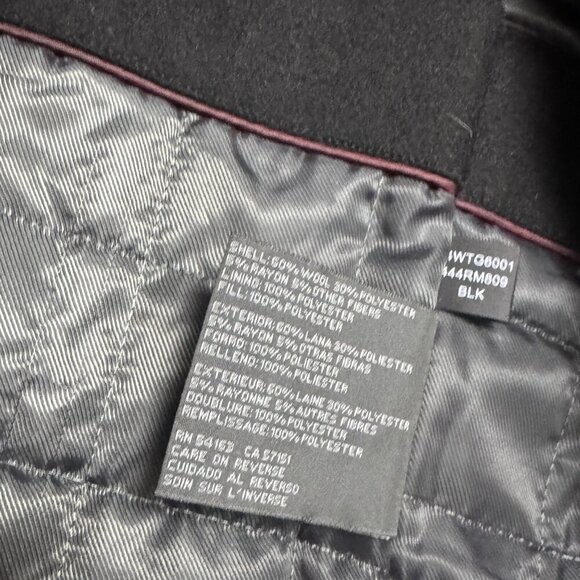 SHELL: 60% WOOL 30% POLYESTER
5% RAYON 5% OTHER FIBERS
LINING: 100% POLYESTER
FILL: 100% POLYESTER
EXTERIOR: 60% LANA 30% POLIESTER
5% RAYON 5% OTRAS FIBRAS
FORRO: 100% POLIESTER
RELLENO: 100% POLIESTER
EXTERIEUR: 60% LAINE 30% POLYESTER
5% RAYONNE 5% AUTRES FIBRES
DOUBLURE: 100% POLYESTER
REMPLISSAGE: 100% POLYESTER
RN 54163 CA 57151
CARE ON REVERSE
CUIDADO AL REVERSO
SOIN SUR L'INVERSE
4WTG6001
444RM809
BLK